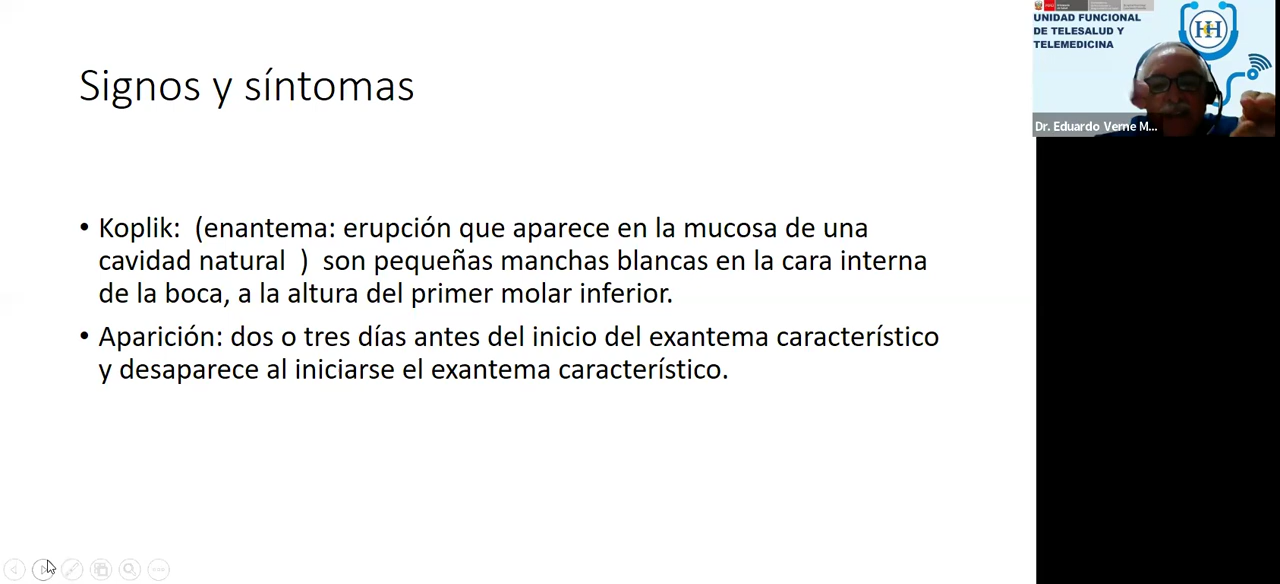 Signos y síntomas
• Koplik:  (enantema: erupción que aparece en la mucosa de una
cavidad natural  )  son pequeñas manchas blancas en la cara interna
de la boca, a la altura del primer molar inferior.
• Aparición: dos o tres días antes del inicio del exantema característico
y desaparece al iniciarse el exantema característico.
UNIDAD FUNCIONAL
DE TELESALUD Y
TELEMEDICINA
HH
Dr. Eduardo Verne M...